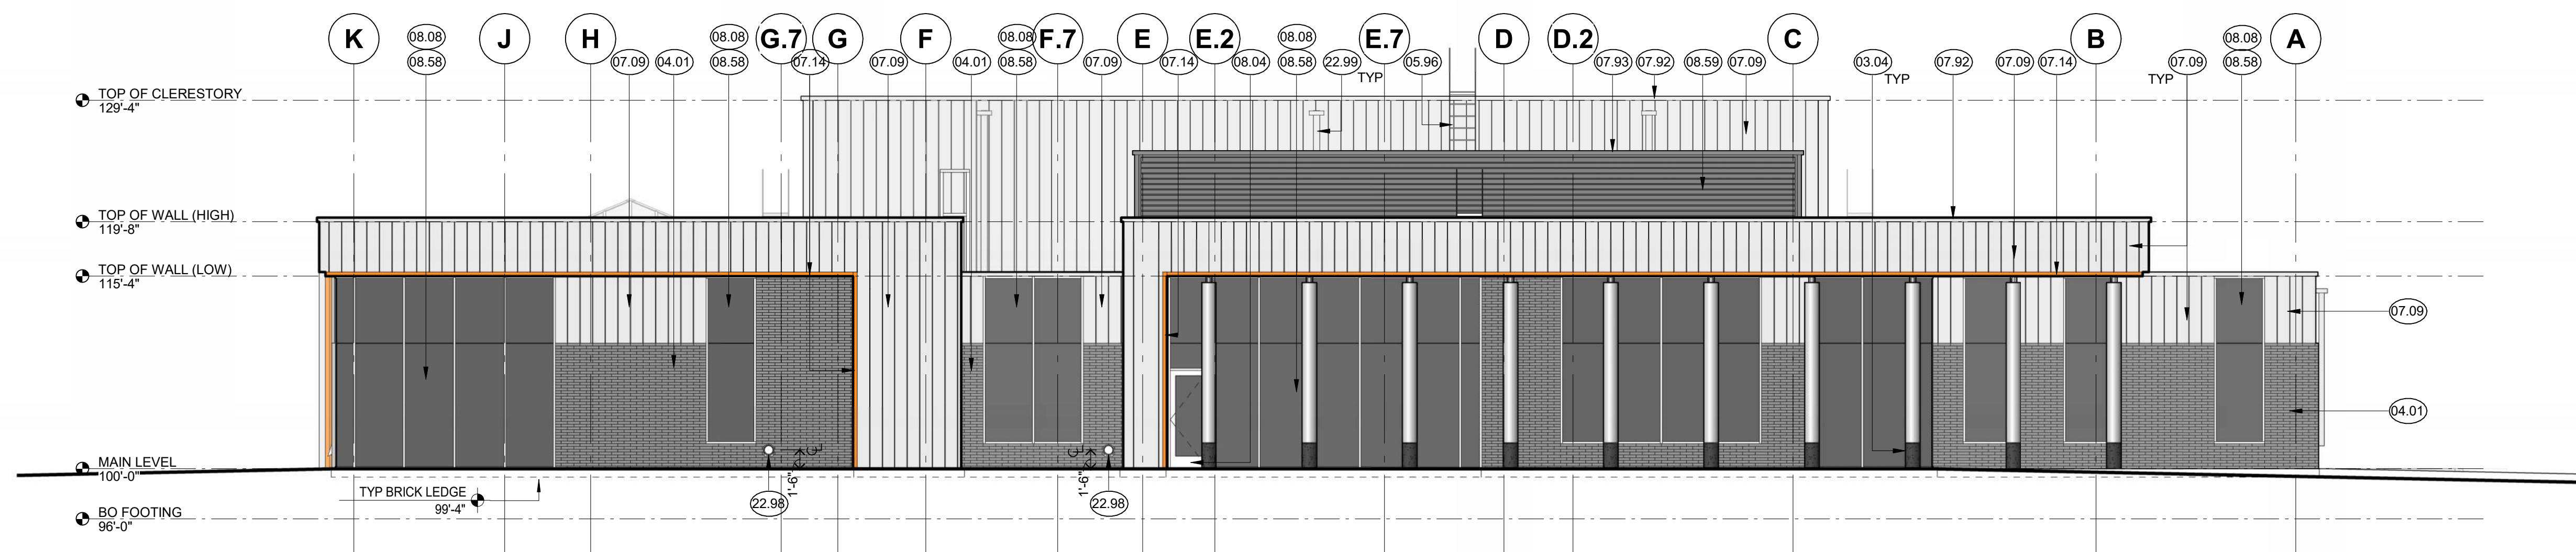 K
J
H
G.7
G
F
F.7
E
E.2
E.7
D
D.2
C
B
A
08.08
08.08
08.08
08.08
08.08
08.58
07.09
04.01
08.58
07.14
07.09
04.01
08.58
07.09
07.14
08.04
08.58
22.99
05.96
07.93
07.92
08.59
07.09
03.04
07.92
07.09
07.14
07.09
08.58
TYP
TYP
TYP
TOP OF CLERESTORY
129'-4"
TOP OF WALL (HIGH)
119'-8"
TOP OF WALL (LOW)
115'-4"
07.09
04.01
MAIN LEVEL
100'-0"
CL
CL
1'-6"
1'-6"
TYP BRICK LEDGE
99'-4"
22.98
22.98
BO FOOTING
96'-0"